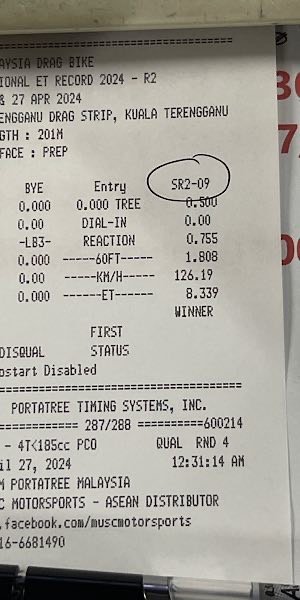 AYSIA DRAG BIKE
IONAL ET RECORD 2024 - R2
& 27 APR 2024
ENGGANU DRAG STRIP, KUALA TERENGGANU
GTH : 201M
FACE : PREP
BYE Entry SR2-09
0.000 0.000 TREE 0.500
0.00 DIAL-IN 0.00
-LB3- REACTION 0.755
0.000 -----60FT----- 1.808
0.00 -----KM/H----- 126.19
0.000 ------ET------ 8.339
WINNER
FIRST
DISQUAL STATUS
ostart Disabled
PORTATREE TIMING SYSTEMS, INC.
============ 287/288 ==========600214
- 4T<185cc PCO QUAL RND 4
il 27, 2024 12:31:14 AM
M PORTATREE MALAYSIA
C MOTORSPORTS - ASEAN DISTRIBUTOR
.facebook.com/muscmotorsports
16-6681490